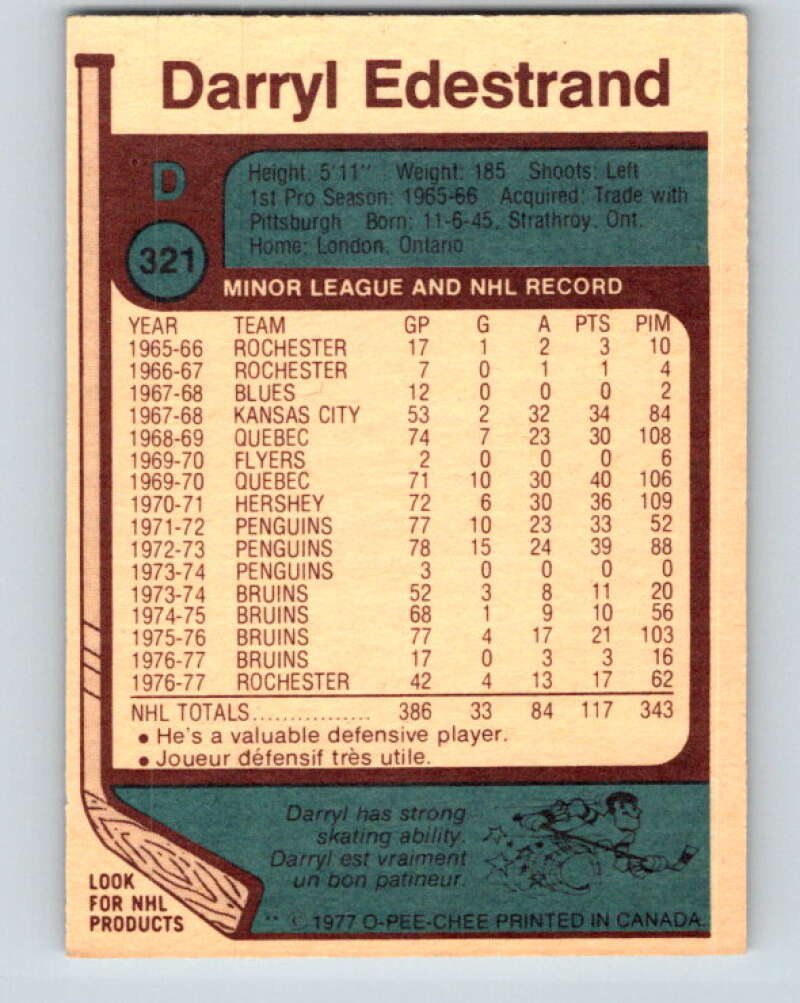 Darryl Edestrand
D
Height: 5'11'' Weight: 185 Shoots: Left
1st Pro Season: 1965-66 Acquired: Trade with
Pittsburgh Born: 11-6-45, Strathroy, Ont.
Home: London, Ontario
321
MINOR LEAGUE AND NHL RECORD
YEAR TEAM GP G A PTS PIM
1965-66 ROCHESTER 17 1 2 3 10
1966-67 ROCHESTER 7 0 1 1 4
1967-68 BLUES 12 0 0 0 2
1967-68 KANSAS CITY 53 2 32 34 84
1968-69 QUEBEC 74 7 23 30 108
1969-70 FLYERS 2 0 0 0 6
1969-70 QUEBEC 71 10 30 40 106
1970-71 HERSHEY 72 6 30 36 109
1971-72 PENGUINS 77 10 23 33 52
1972-73 PENGUINS 78 15 24 39 88
1973-74 PENGUINS 3 0 0 0 0
1973-74 BRUINS 52 3 8 11 20
1974-75 BRUINS 68 1 9 10 56
1975-76 BRUINS 77 4 17 21 103
1976-77 BRUINS 17 0 3 3 16
1976-77 ROCHESTER 42 4 13 17 62
NHL TOTALS................ 386 33 84 117 343
• He's a valuable defensive player.
• Joueur défensif très utile.
Darryl has strong
skating ability.
Darryl est vraiment
un bon patineur.
LOOK
FOR NHL
PRODUCTS
** © 1977 O-PEE-CHEE PRINTED IN CANADA.